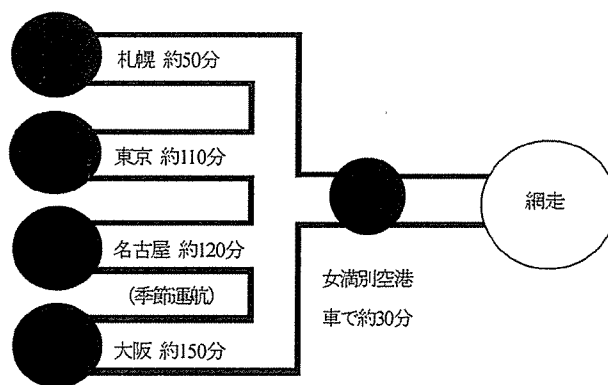 札幌 約50分
東京 約110分
名古屋 約120分
(季節運航)
大阪 約150分
網走
女満別空港
車で約30分